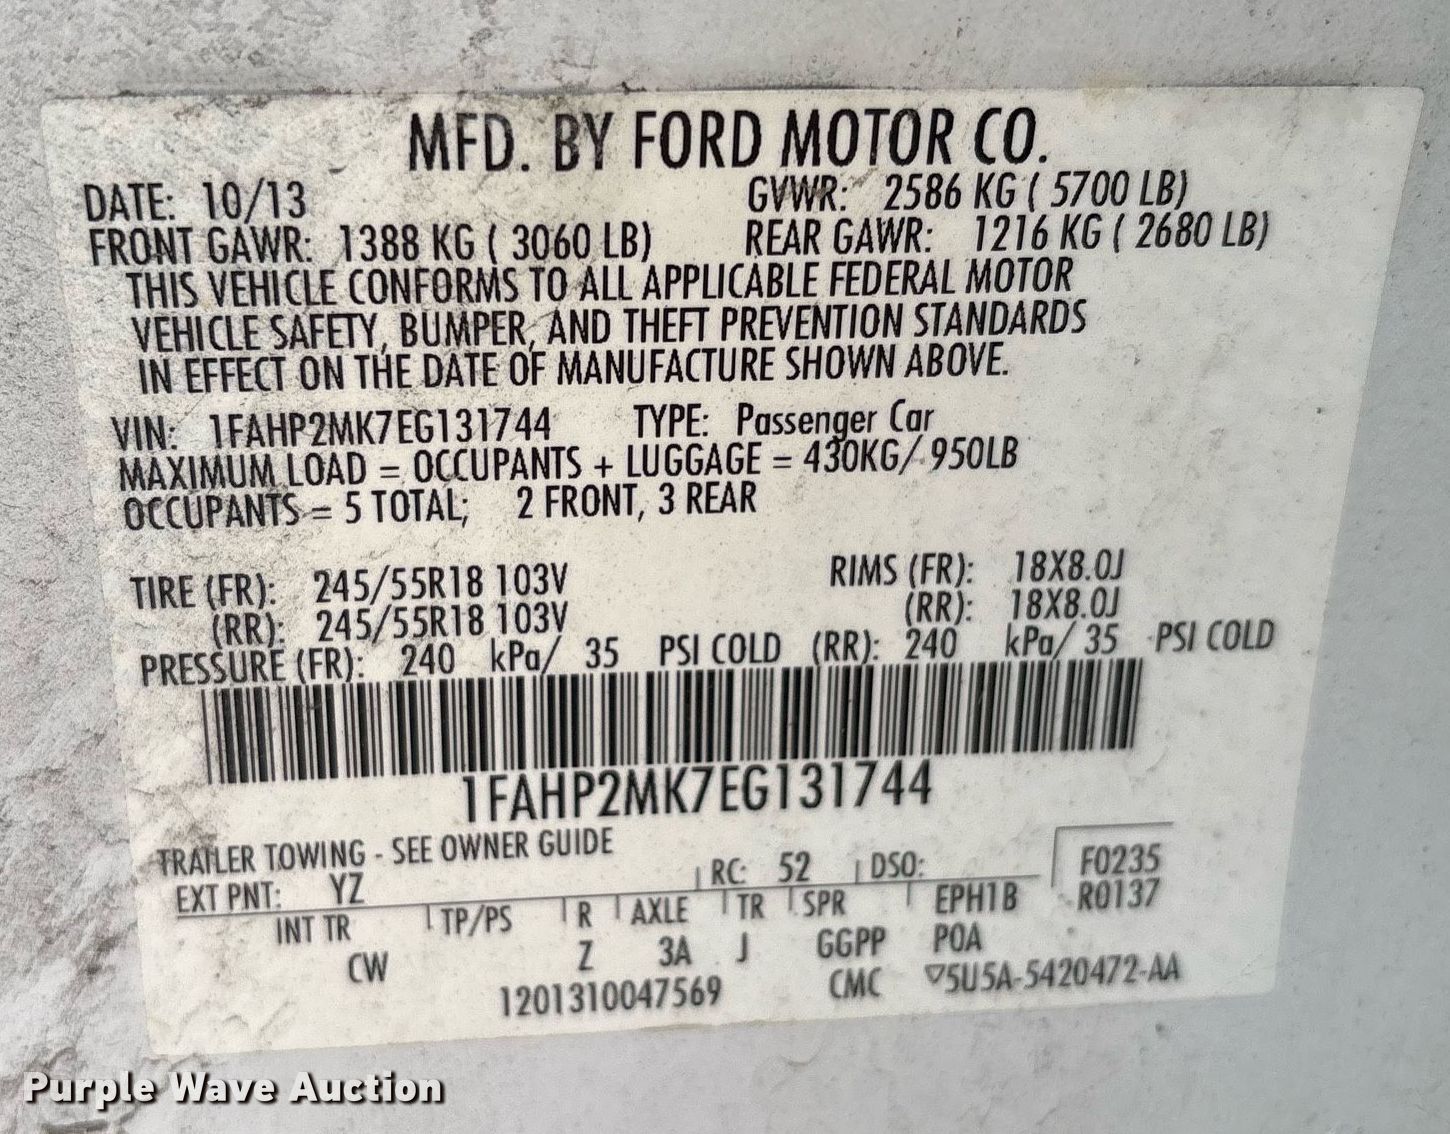 MFD. BY FORD MOTOR CO.
DATE: 10/13 GVWR: 2586 KG ( 5700 LB)
FRONT GAWR: 1388 KG ( 3060 LB) REAR GAWR: 1216 KG ( 2680 LB)
THIS VEHICLE CONFORMS TO ALL APPLICABLE FEDERAL MOTOR
VEHICLE SAFETY, BUMPER, AND THEFT PREVENTION STANDARDS
IN EFFECT ON THE DATE OF MANUFACTURE SHOWN ABOVE.
VIN: 1FAHP2MK7EG131744 TYPE: Passenger Car
MAXIMUM LOAD = OCCUPANTS + LUGGAGE = 430KG/ 950LB
OCCUPANTS = 5 TOTAL; 2 FRONT, 3 REAR
TIRE (FR): 245/55R18 103V RIMS (FR): 18X8.0J
(RR): 245/55R18 103V (RR): 18X8.0J
PRESSURE (FR): 240 kPa/ 35 PSI COLD (RR): 240 kPa/ 35 PSI COLD
1FAHP2MK7EG131744
TRAILER TOWING - SEE OWNER GUIDE
EXT PNT: YZ RC: 52 DSO: F0235
INT TR TP/PS R AXLE TR SPR EPH1B R0137
CW Z 3A J GGPP POA
1201310047569 CMC ▽5U5A-5420472-AA
Purple Wave Auction